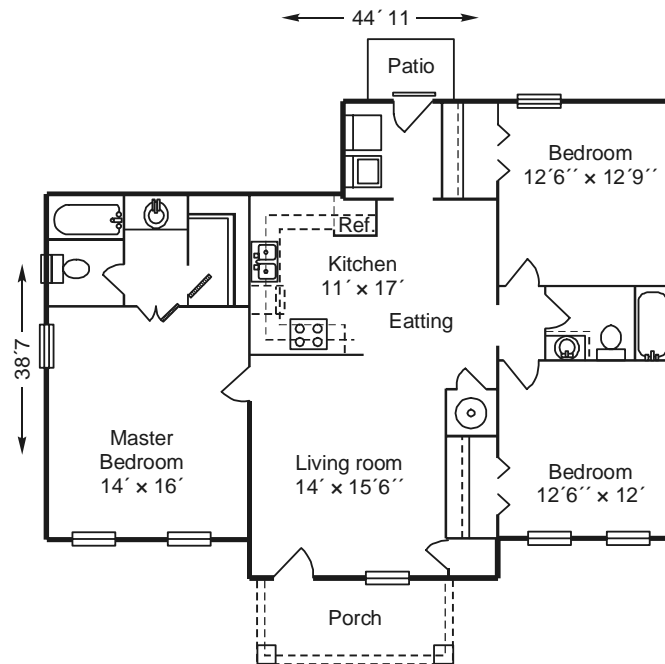 44´ 11
Patio
Bedroom
12´6´´ × 12´9´´
Ref.
Kitchen
11´ × 17´
Eatting
38´7
Master
Bedroom
14´ × 16´
Living room
14´ × 15´6´´
Bedroom
12´6´´ × 12´
Porch